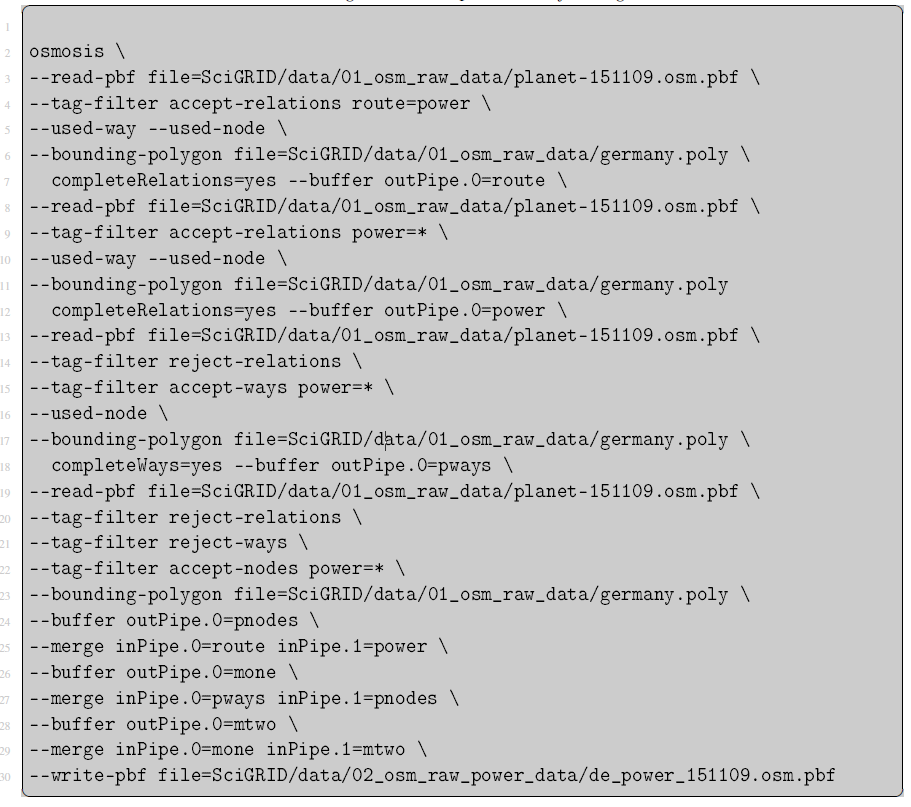 1
2 osmosis \
3 --read-pbf file=SciGRID/data/01_osm_raw_data/planet-151109.osm.pbf \
4 --tag-filter accept-relations route=power \
5 --used-way --used-node \
6 --bounding-polygon file=SciGRID/data/01_osm_raw_data/germany.poly \
7   completeRelations=yes --buffer outPipe.0=route \
8 --read-pbf file=SciGRID/data/01_osm_raw_data/planet-151109.osm.pbf \
9 --tag-filter accept-relations power=* \
10 --used-way --used-node \
11 --bounding-polygon file=SciGRID/data/01_osm_raw_data/germany.poly
12   completeRelations=yes --buffer outPipe.0=power \
13 --read-pbf file=SciGRID/data/01_osm_raw_data/planet-151109.osm.pbf \
14 --tag-filter reject-relations \
15 --tag-filter accept-ways power=* \
16 --used-node \
17 --bounding-polygon file=SciGRID/data/01_osm_raw_data/germany.poly \
18   completeWays=yes --buffer outPipe.0=pways \
19 --read-pbf file=SciGRID/data/01_osm_raw_data/planet-151109.osm.pbf \
20 --tag-filter reject-relations \
21 --tag-filter reject-ways \
22 --tag-filter accept-nodes power=* \
23 --bounding-polygon file=SciGRID/data/01_osm_raw_data/germany.poly \
24 --buffer outPipe.0=pnodes \
25 --merge inPipe.0=route inPipe.1=power \
26 --buffer outPipe.0=mone \
27 --merge inPipe.0=pways inPipe.1=pnodes \
28 --buffer outPipe.0=mtwo \
29 --merge inPipe.0=mone inPipe.1=mtwo \
30 --write-pbf file=SciGRID/data/02_osm_raw_power_data/de_power_151109.osm.pbf